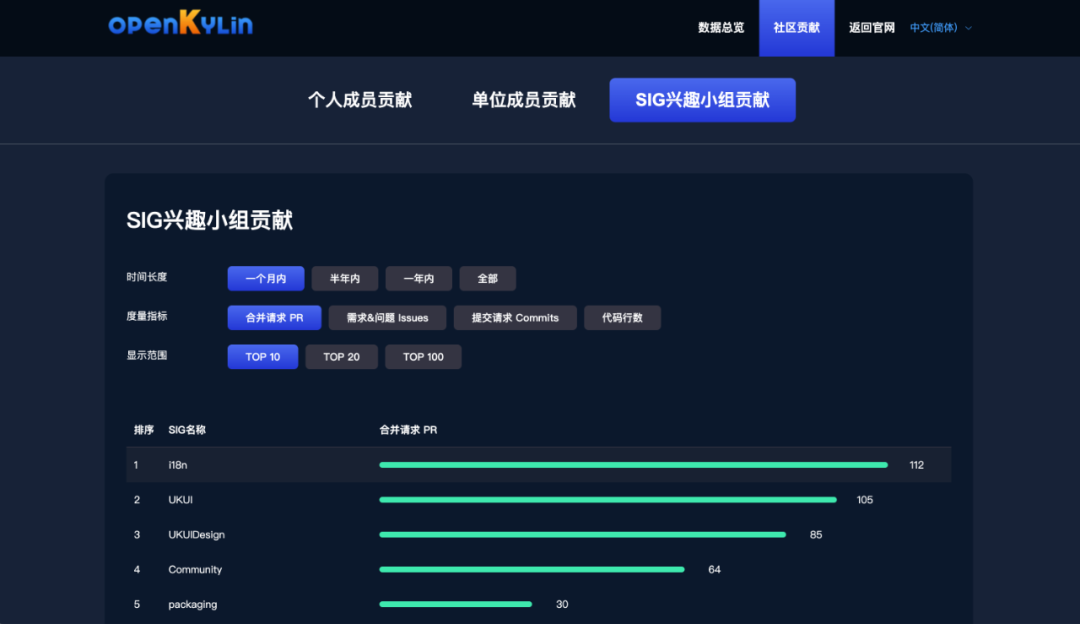 openKylin
数据总览 社区贡献 返回官网 中文(简体)
个人成员贡献 单位成员贡献 SIG兴趣小组贡献
SIG兴趣小组贡献
时间长度 一个月内 半年内 一年内 全部
度量指标 合并请求 PR 需求&问题 Issues 提交请求 Commits 代码行数
显示范围 TOP 10 TOP 20 TOP 100
排序 SIG名称 合并请求 PR
1 i18n 112
2 UKUI 105
3 UKUIDesign 85
4 Community 64
5 packaging 30